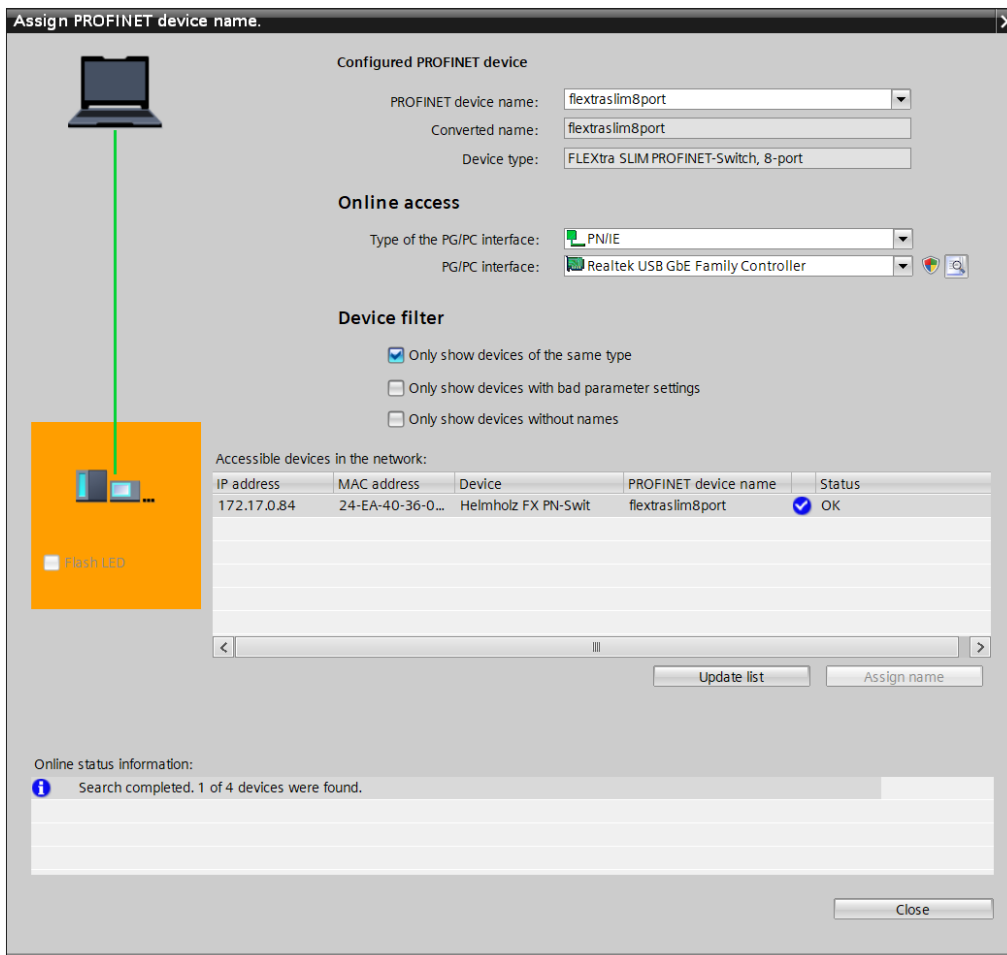 Assign PROFINET device name.
Configured PROFINET device
PROFINET device name: flextraslim8port
Converted name: flextraslim8port
Device type: FLEXtra SLIM PROFINET-Switch, 8-port
Online access
Type of the PG/PC interface: PN/IE
PG/PC interface: Realtek USB GbE Family Controller
Device filter
Only show devices of the same type
Only show devices with bad parameter settings
Only show devices without names
Accessible devices in the network:
IP address MAC address Device PROFINET device name Status
172.17.0.84 24-EA-40-36-0... Helmholz FX PN-Swit flextraslim8port OK
Flash LED
Update list Assign name
Online status information:
Search completed. 1 of 4 devices were found.
Close